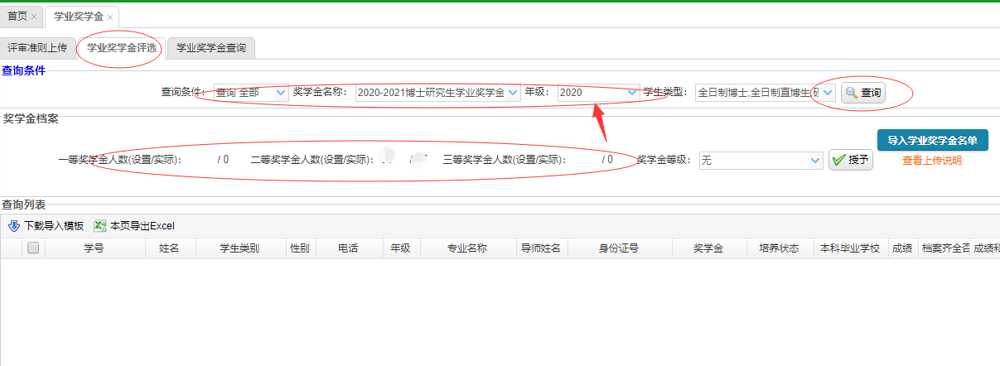 首页 × 学业奖学金 ×
评审准则上传 学业奖学金评选 学业奖学金查询
查询条件
查询条件： 查询 全部 奖学金名称： 2020-2021博士研究生学业奖学金 年级： 2020 学生类型： 全日制博士,全日制直博生 查询
奖学金档案
导入学业奖学金名单
一等奖学金人数(设置/实际)： / 0 二等奖学金人数(设置/实际)： / 三等奖学金人数(设置/实际)： / 0 奖学金等级： 无 授予 查看上传说明
查询列表
下载导入模板 本页导出Excel
学号 姓名 学生类别 性别 电话 年级 专业名称 导师姓名 身份证号 奖学金 培养状态 本科毕业学校 成绩 档案齐全否 成绩和